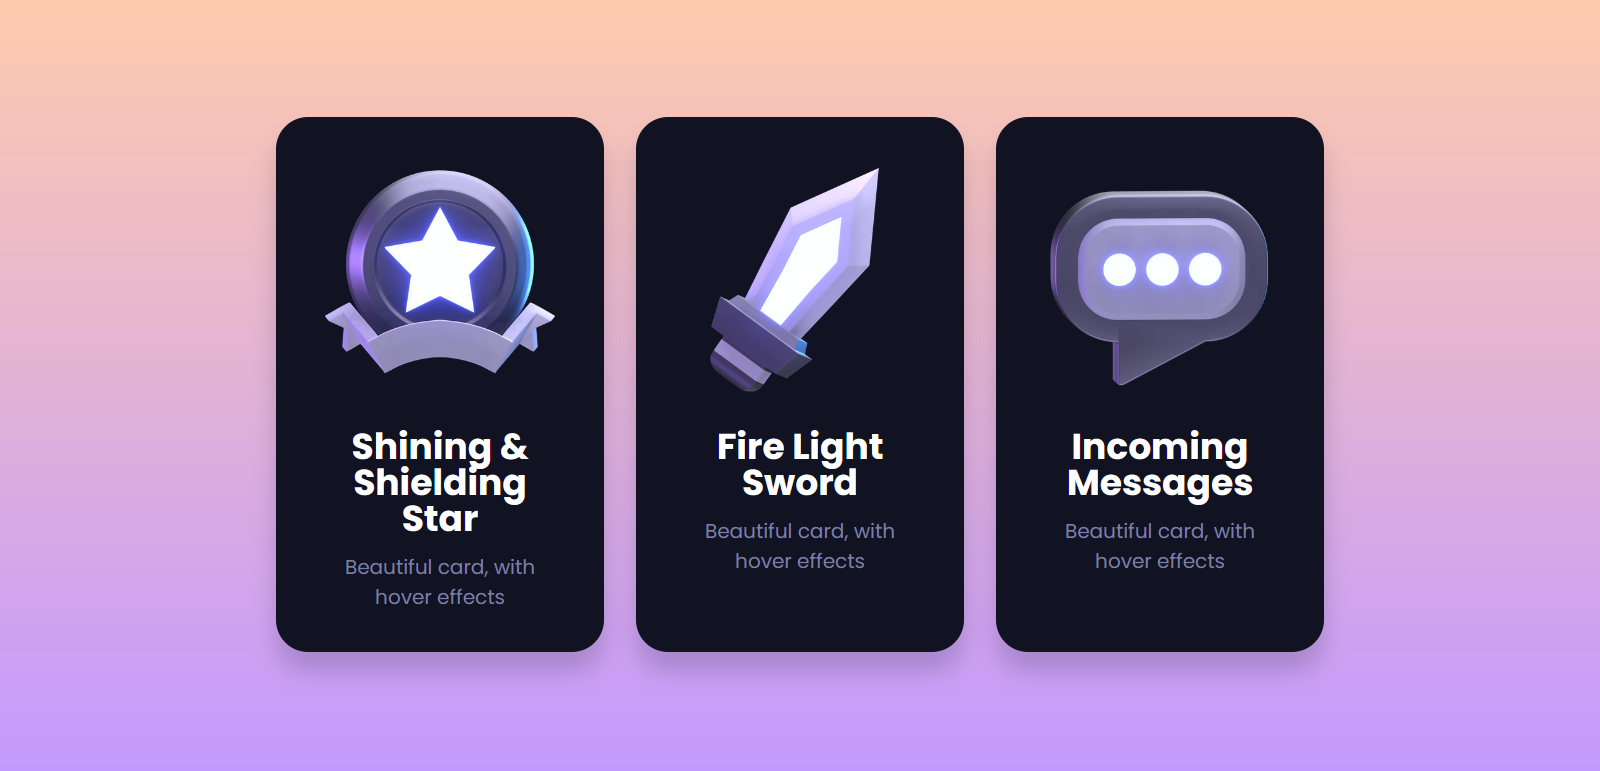 Shining &
Shielding
Star
Beautiful card, with
hover effects
Fire Light
Sword
Beautiful card, with
hover effects
Incoming
Messages
Beautiful card, with
hover effects